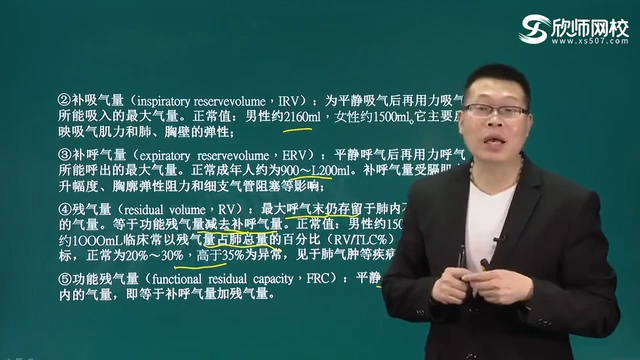 欣师网校
www.xs507.com
②补吸气量（inspiratory reservevolume，IRV）：为平静吸气后再用力吸气
所能吸入的最大气量。正常值：男性约2160ml，女性约1500ml。它主要反
映吸气肌力和肺、胸壁的弹性；
③补呼气量（expiratory reservevolume，ERV）：平静呼气后再用力呼气
所能呼出的最大气量。正常成年人约为900～L200ml。补呼气量受膈肌上
升幅度、胸廓弹性阻力和细支气管阻塞等影响；
④残气量（residual volume，RV）：最大呼气末仍存留于肺内不
的气量。等于功能残气量减去补呼气量。正常约男性约150
约1OOOmL临床常以残气量占肺总量的百分比（RV/TLC%）
标，正常为20%～30%，高于35%为异常，见于肺气肿等疾病
⑤功能残气量（functional residual capacity，FRC）：平静
内的气量，即等于补呼气量加残气量。